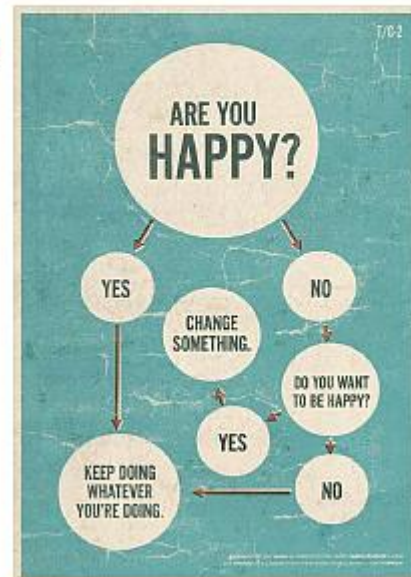 T/C-2
ARE YOU
HAPPY?
YES
NO
CHANGE
SOMETHING.
DO YOU WANT
TO BE HAPPY?
YES
NO
KEEP DOING
WHATEVER
YOU'RE DOING.